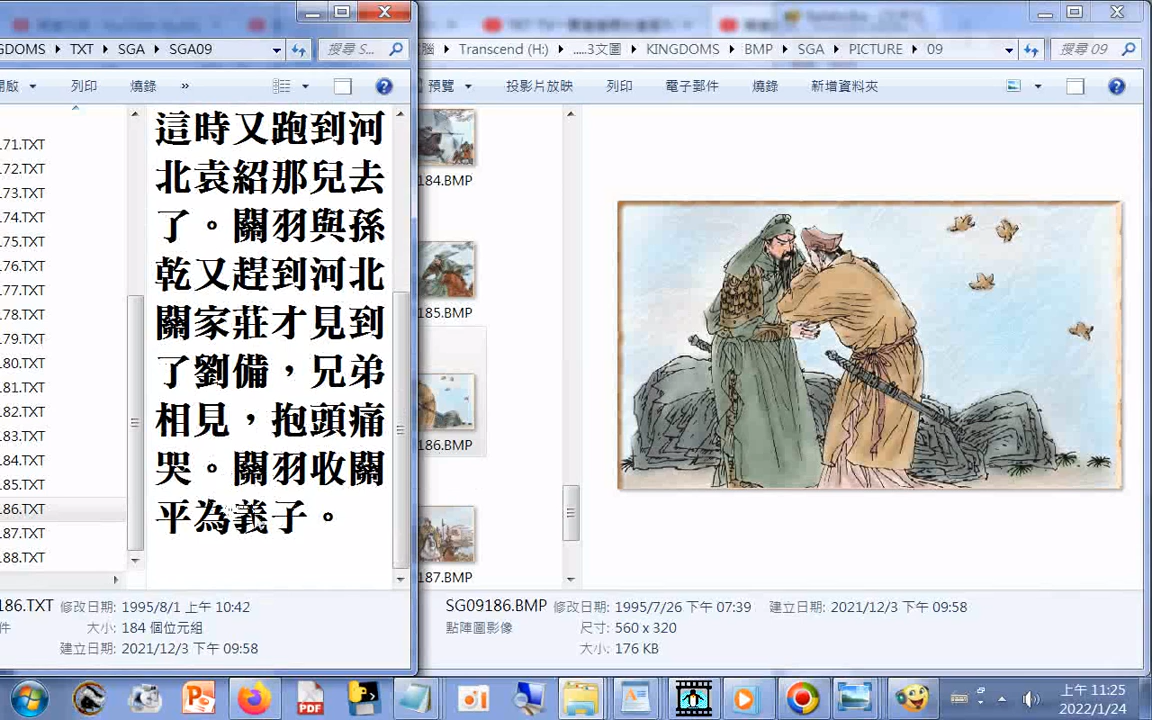 GDOMS ▸ TXT ▸ SGA ▸ SGA09
搜尋 S...
Transcend (H:) ▸ .....3文圖 ▸ KINGDOMS ▸ BMP ▸ SGA ▸ PICTURE ▸ 09
搜尋 09
列印 燒錄 »
預覽 投影片放映 列印 電子郵件 燒錄 新增資料夾
71.TXT
72.TXT
73.TXT
74.TXT
75.TXT
76.TXT
77.TXT
78.TXT
79.TXT
80.TXT
81.TXT
82.TXT
83.TXT
84.TXT
85.TXT
86.TXT
87.TXT
88.TXT
這時又跑到河
北袁紹那兒去
了。關羽與孫
乾又趕到河北
關家莊才見到
了劉備，兄弟
相見，抱頭痛
哭。關羽收關
平為義子。
184.BMP
185.BMP
186.BMP
187.BMP
86.TXT 修改日期: 1995/8/1 上午 10:42
件 大小: 184 個位元組
建立日期: 2021/12/3 下午 09:58
SG09186.BMP 修改日期: 1995/7/26 下午 07:39 建立日期: 2021/12/3 下午 09:58
點陣圖影像 尺寸: 560 x 320
大小: 176 KB
PDF
上午 11:25
2022/1/24